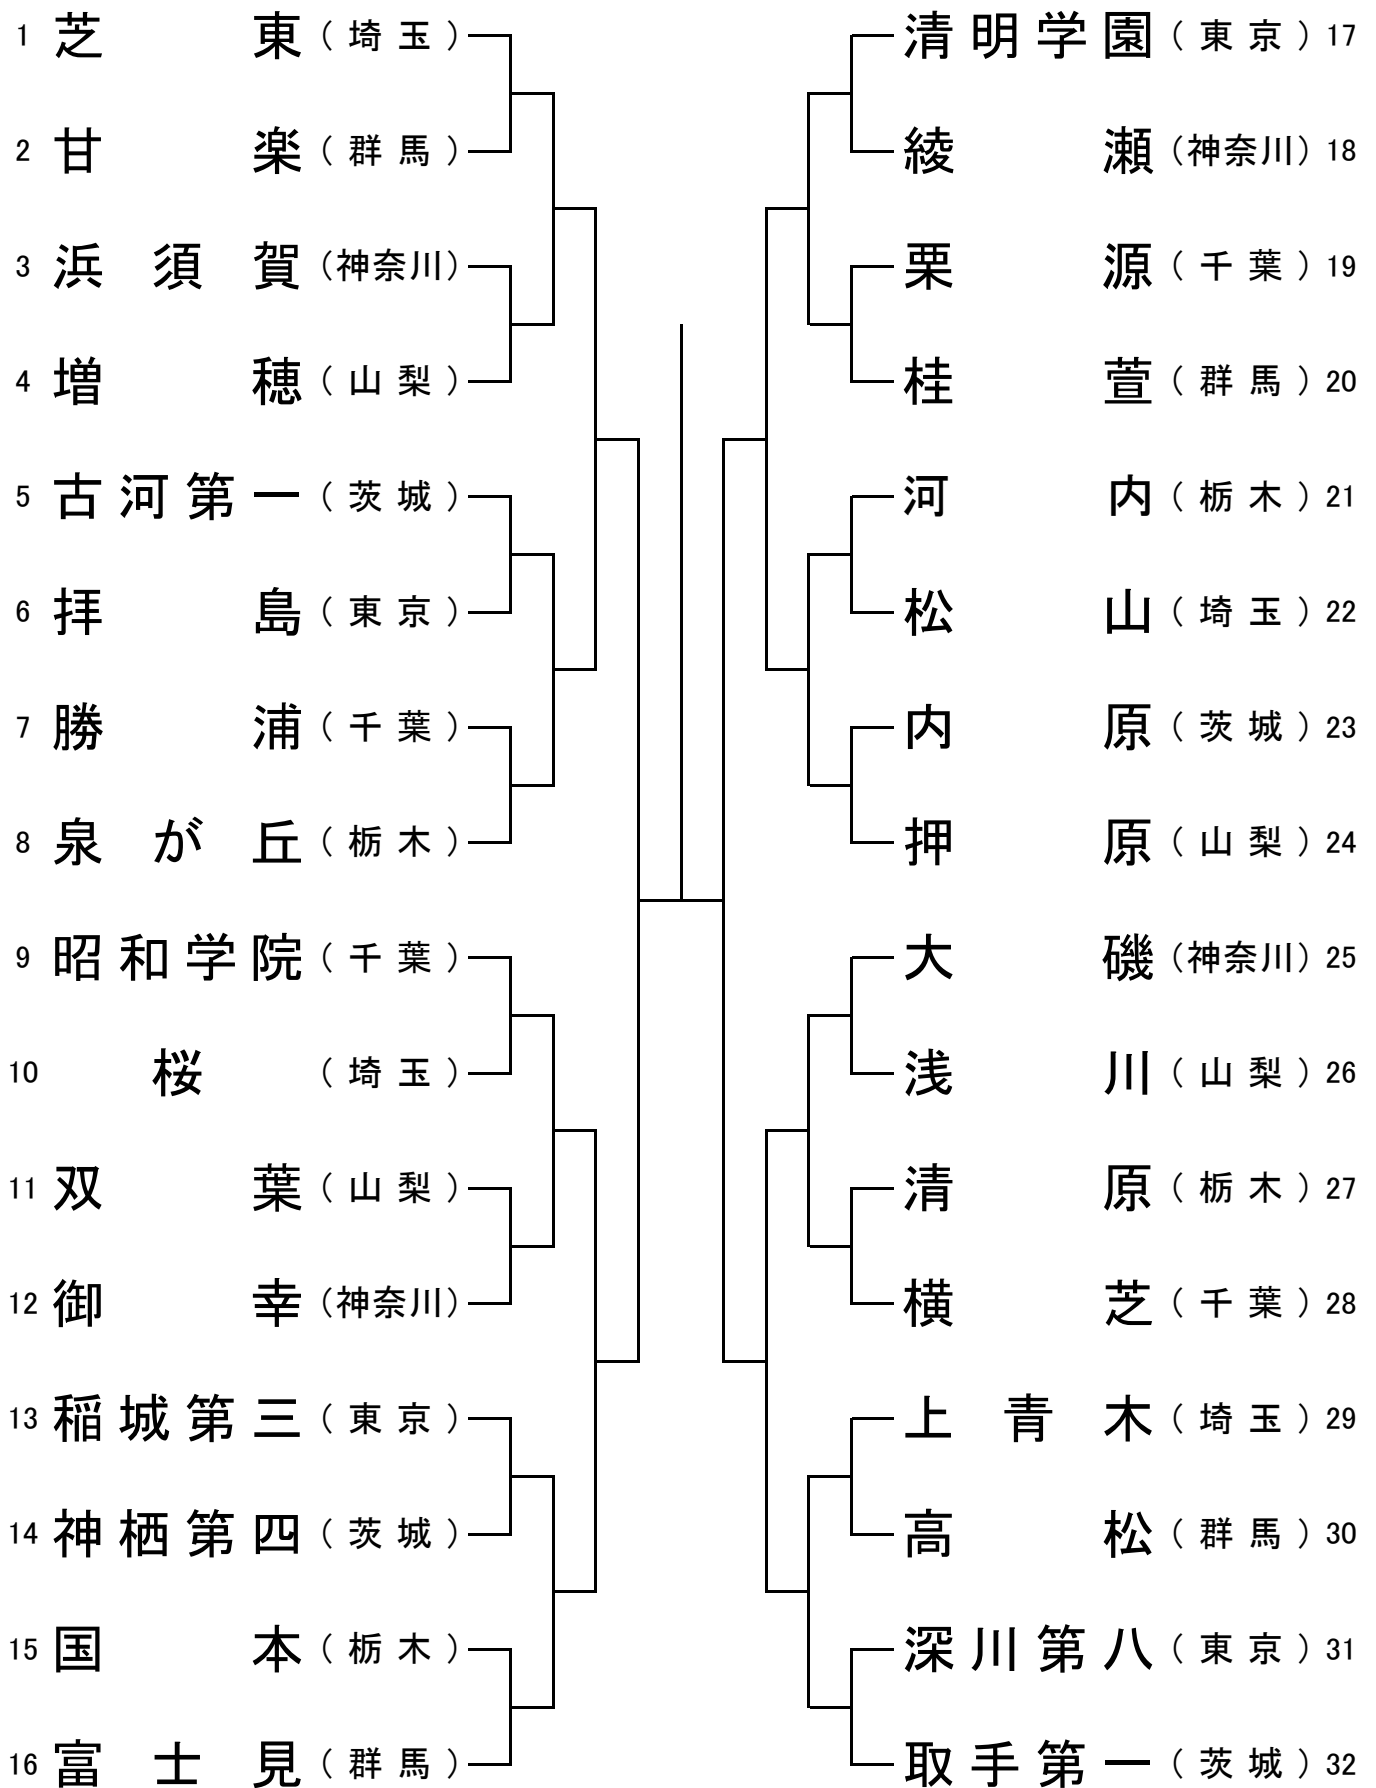 1 芝東（埼玉）
2 甘楽（群馬）
3 浜須賀（神奈川）
4 増穂（山梨）
5 古河第一（茨城）
6 拝島（東京）
7 勝浦（千葉）
8 泉が丘（栃木）
9 昭和学院（千葉）
10 桜（埼玉）
11 双葉（山梨）
12 御幸（神奈川）
13 稲城第三（東京）
14 神栖第四（茨城）
15 国本（栃木）
16 富士見（群馬）
清明学園（東京）17
綾瀬（神奈川）18
栗源（千葉）19
桂萱（群馬）20
河内（栃木）21
松山（埼玉）22
内原（茨城）23
押原（山梨）24
大磯（神奈川）25
浅川（山梨）26
清原（栃木）27
横芝（千葉）28
上青木（埼玉）29
高松（群馬）30
深川第八（東京）31
取手第一（茨城）32